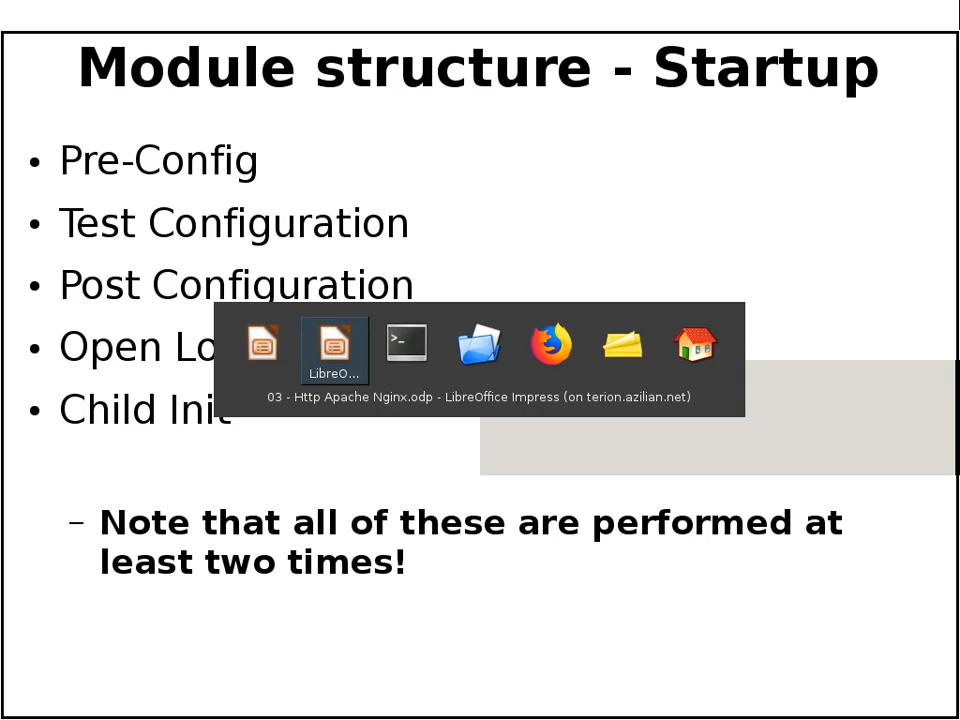 Module structure - Startup
• Pre-Config
• Test Configuration
• Post Configuration
• Open
• Child Init
LibreO...
03 - Http Apache Nginx.odp - LibreOffice Impress (on terion.azilian.net)
– Note that all of these are performed at
least two times!